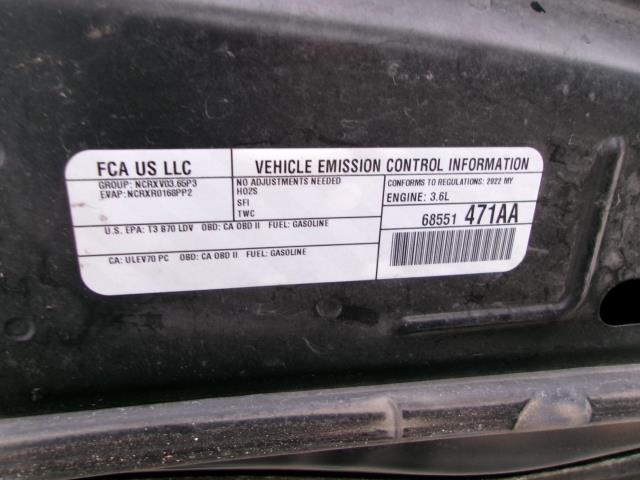 FCA US LLC
VEHICLE EMISSION CONTROL INFORMATION
GROUP: NCRXV03.65P3
EVAP: NCRXR0168PP2
NO ADJUSTMENTS NEEDED
HO2S
SFI
TWC
CONFORMS TO REGULATIONS: 2022 MY
ENGINE: 3.6L
68551 471AA
U.S. EPA: T3 B70 LDV OBD: CA OBD II FUEL: GASOLINE
CA: ULEV70 PC OBD: CA OBD II FUEL: GASOLINE